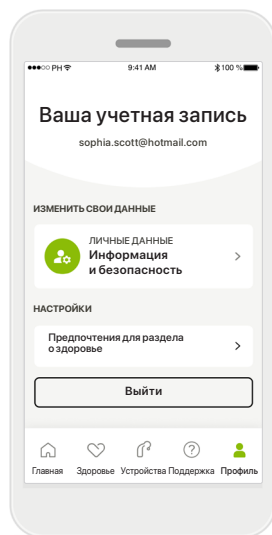 ●●●○○ PH 9:41 AM 100 %
Ваша учетная запись
sophia.scott@hotmail.com
ИЗМЕНИТЬ СВОИ ДАННЫЕ
ЛИЧНЫЕ ДАННЫЕ
Информация
и безопасность
НАСТРОЙКИ
Предпочтения для раздела
о здоровье
Выйти
Главная Здоровье Устройства Поддержка Профиль